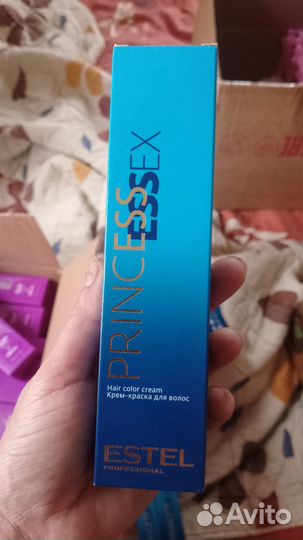 PRINCESS
ESSEX
Hair color cream
Крем-краска для волос
ESTEL
PROFESSIONAL
Avito